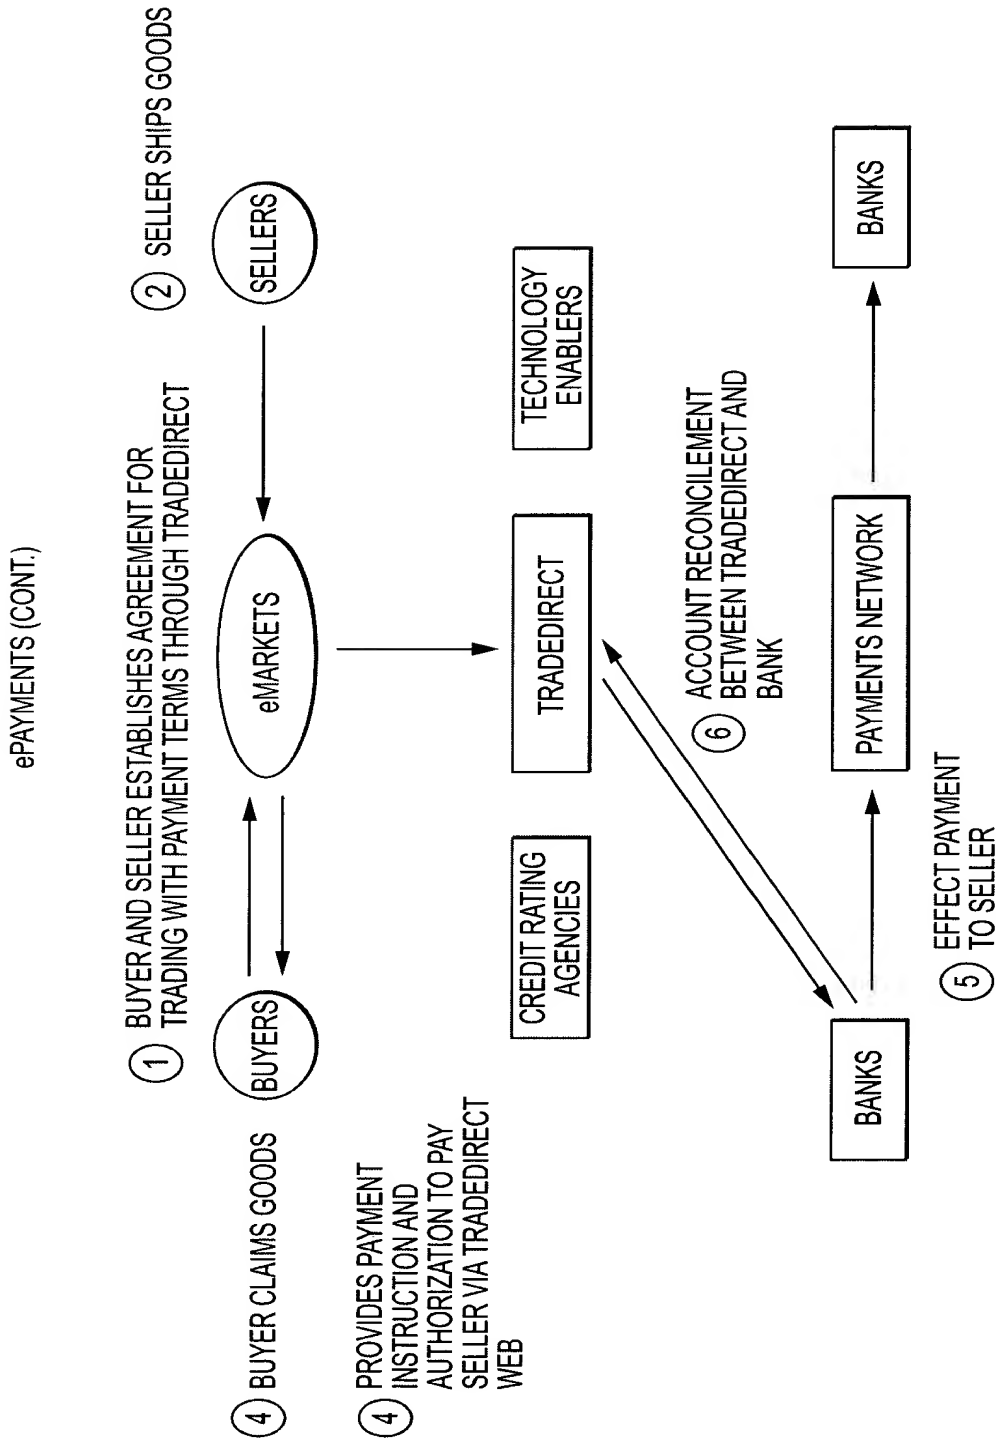 ePAYMENTS (CONT.)
1 BUYER AND SELLER ESTABLISHES AGREEMENT FOR
TRADING WITH PAYMENT TERMS THROUGH TRADEDIRECT
2 SELLER SHIPS GOODS
4 BUYER CLAIMS GOODS
BUYERS
eMARKETS
SELLERS
4 PROVIDES PAYMENT
INSTRUCTION AND
AUTHORIZATION TO PAY
SELLER VIA TRADEDIRECT
WEB
CREDIT RATING
AGENCIES
TRADEDIRECT
TECHNOLOGY
ENABLERS
6 ACCOUNT RECONCILEMENT
BETWEEN TRADEDIRECT AND
BANK
BANKS
PAYMENTS NETWORK
BANKS
5 EFFECT PAYMENT
TO SELLER